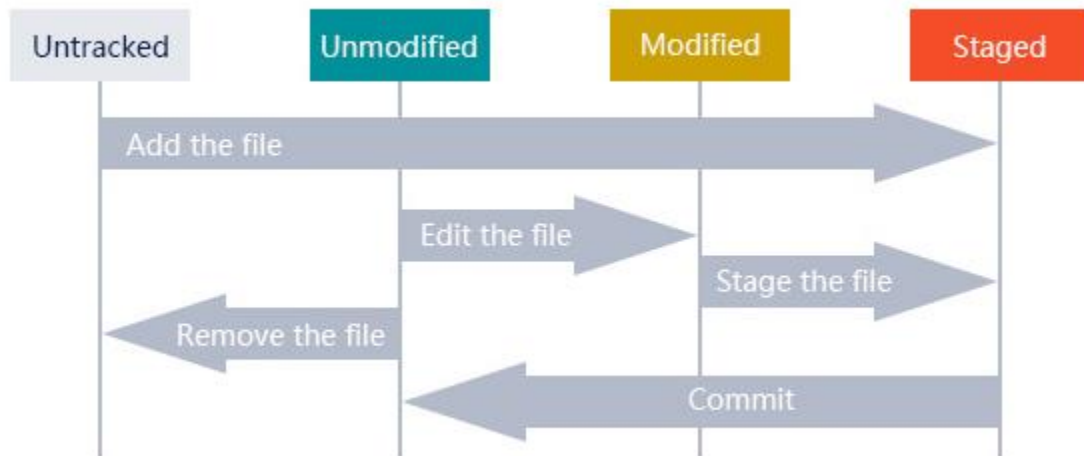 Untracked
Unmodified
Modified
Staged
Add the file
Edit the file
Stage the file
Remove the file
Commit